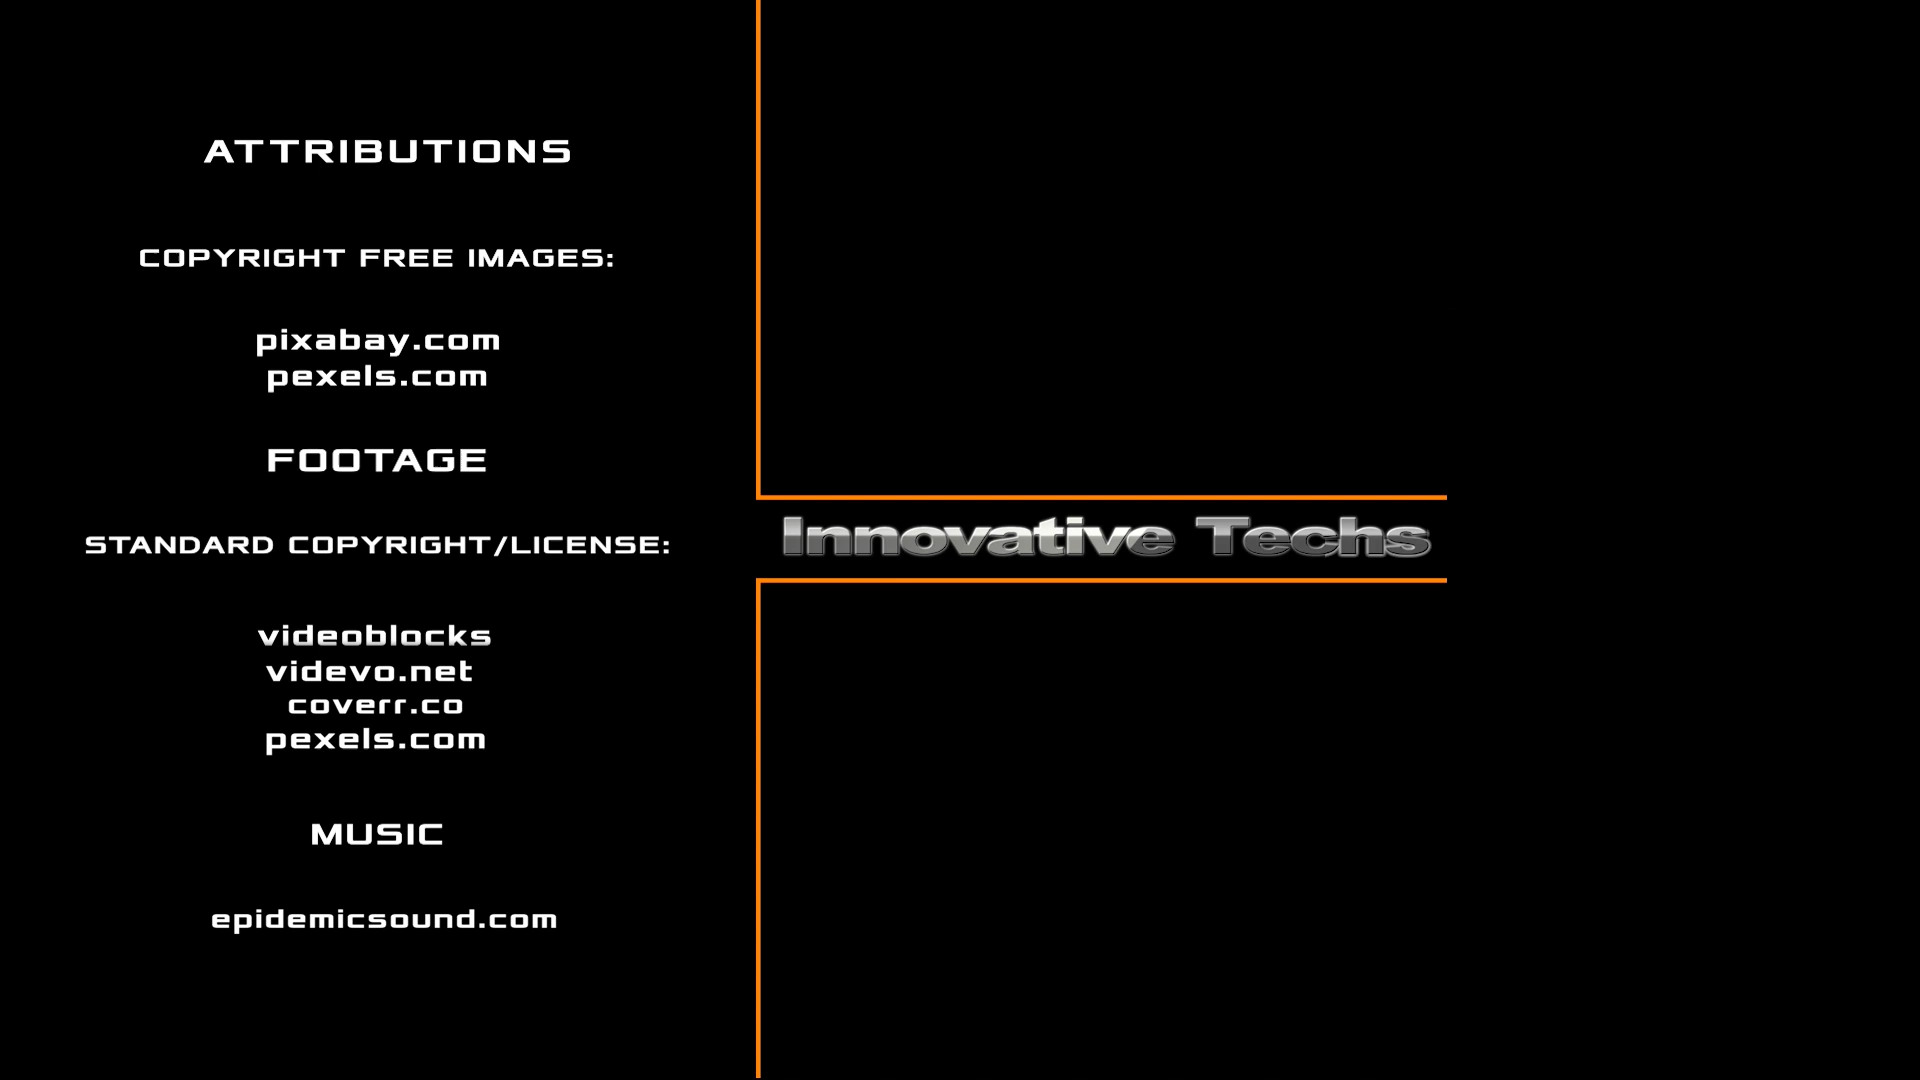 ATTRIBUTIONS
COPYRIGHT FREE IMAGES:
pixabay.com
pexels.com
FOOTAGE
STANDARD COPYRIGHT/LICENSE:
videoblocks
videvo.net
coverr.co
pexels.com
MUSIC
epidemicsound.com
Innovative Techs